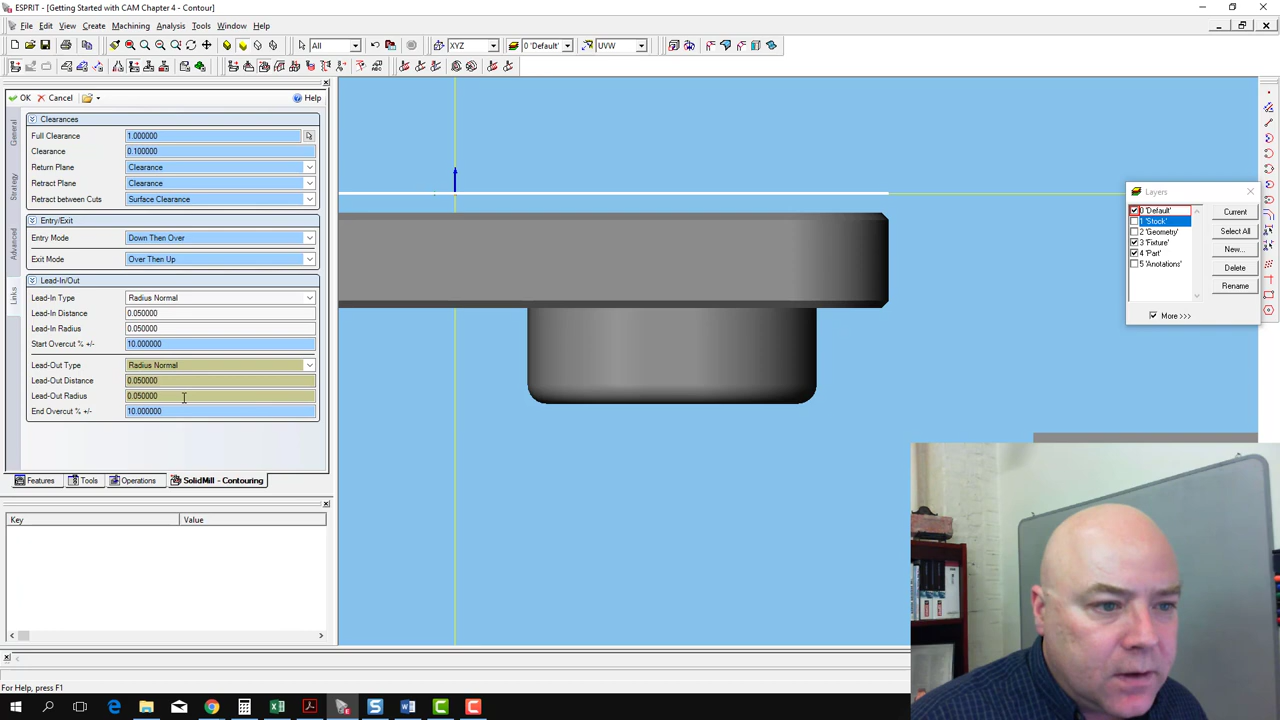 ESPRIT - [Getting Started with CAM Chapter 4 - Contour]
File Edit View Create Machining Analysis Tools Window Help
All XYZ 0 'Default' UVW
OK Cancel Help
General
Strategy
Advanced
Links
Clearances
Full Clearance 1.000000
Clearance 0.100000
Return Plane Clearance
Retract Plane Clearance
Retract between Cuts Surface Clearance
Entry/Exit
Entry Mode Down Then Over
Exit Mode Over Then Up
Lead-In/Out
Lead-In Type Radius Normal
Lead-In Distance 0.050000
Lead-In Radius 0.050000
Start Overcut % +/- 10.000000
Lead-Out Type Radius Normal
Lead-Out Distance 0.050000
Lead-Out Radius 0.050000
End Overcut % +/- 10.000000
Features Tools Operations SolidMill - Contouring
Key Value
Layers
0 'Default'
1 'Stock'
2 'Geometry'
3 'Fixture'
4 'Part'
5 'Anotations'
Current
Select All
New...
Delete
Rename
More >>>
For Help, press F1